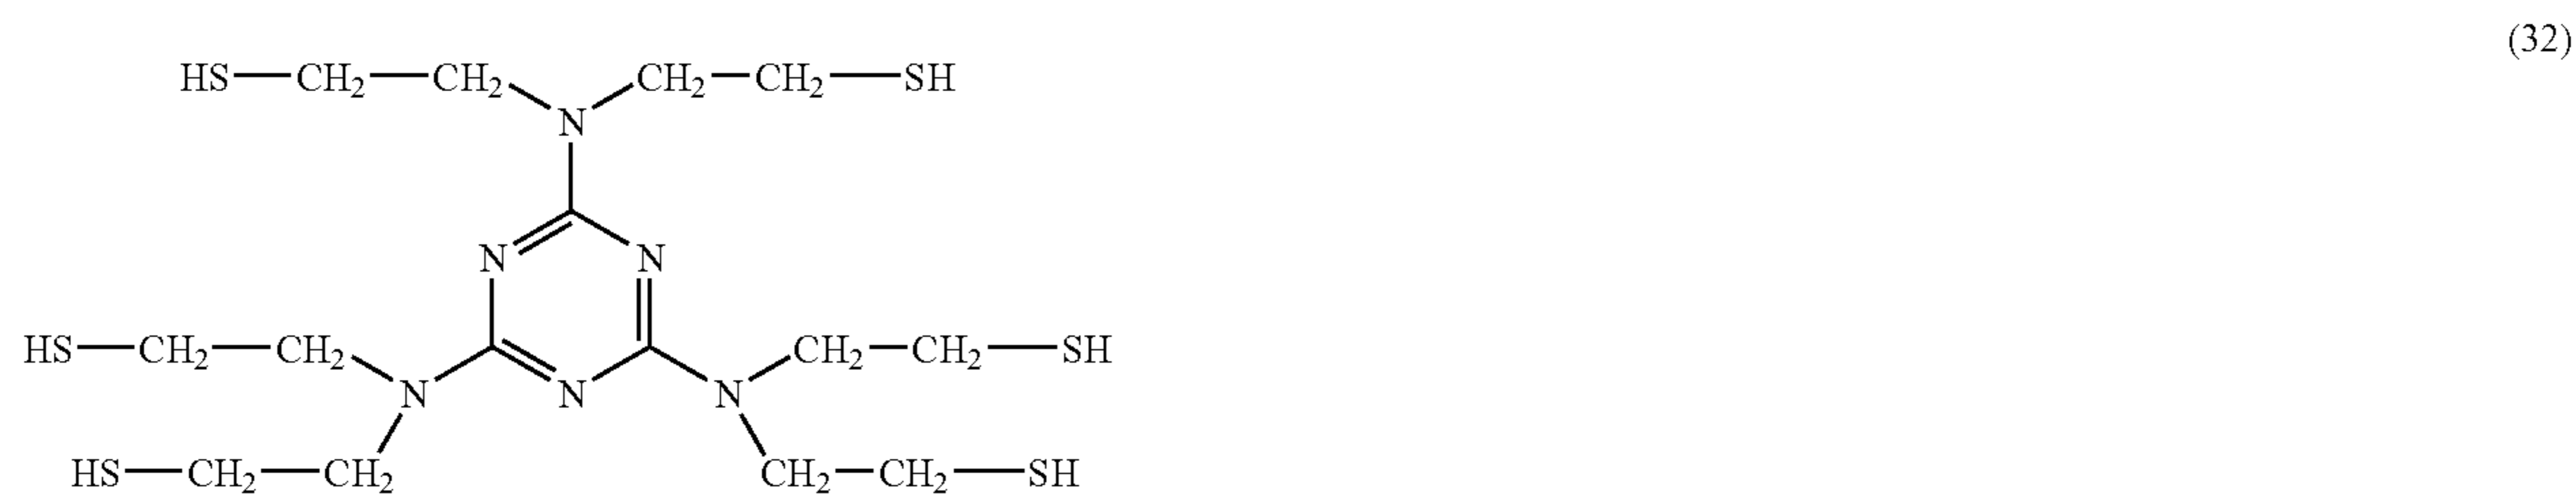 (32)
HS—CH₂—CH₂ CH₂—CH₂—SH
N
N N
HS—CH₂—CH₂ CH₂—CH₂—SH
N N N
HS—CH₂—CH₂ CH₂—CH₂—SH